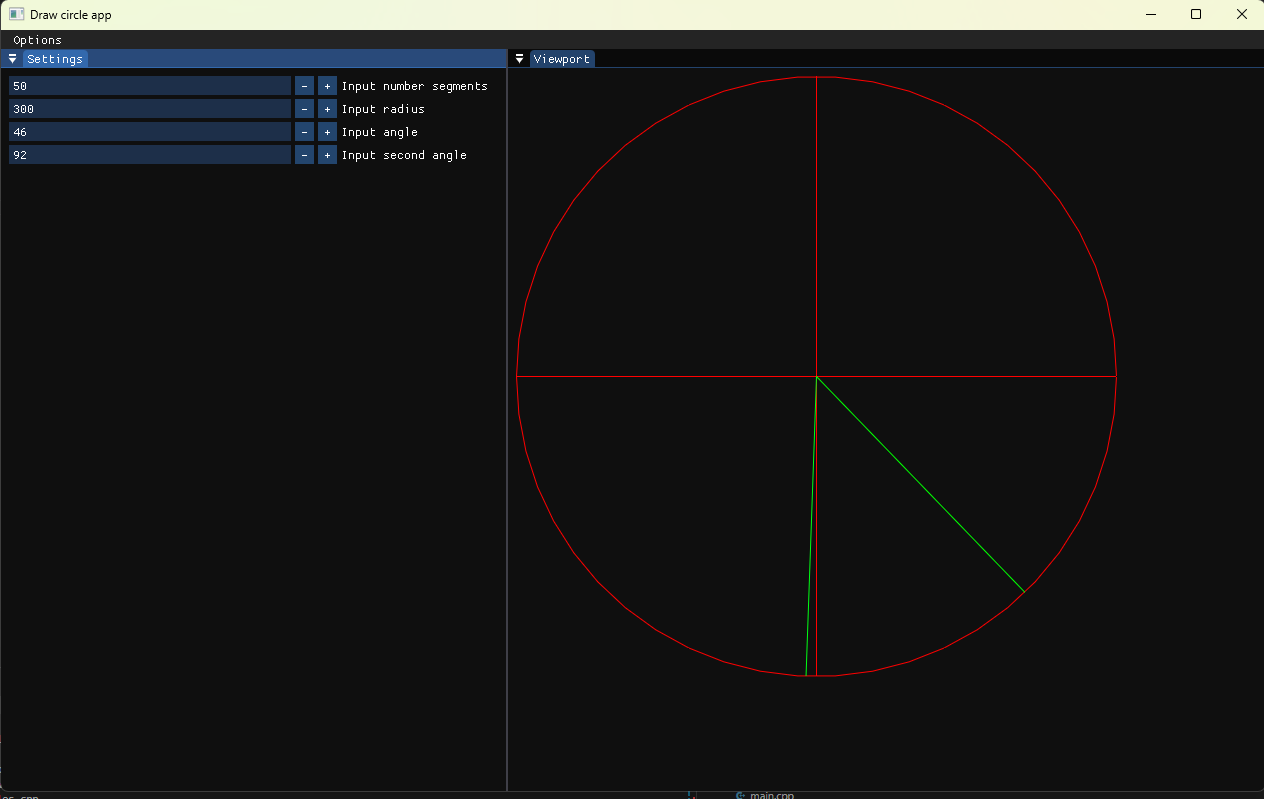 Draw circle app
Options
Settings
Viewport
50 - + Input number segments
300 - + Input radius
46 - + Input angle
92 - + Input second angle
main.cpp